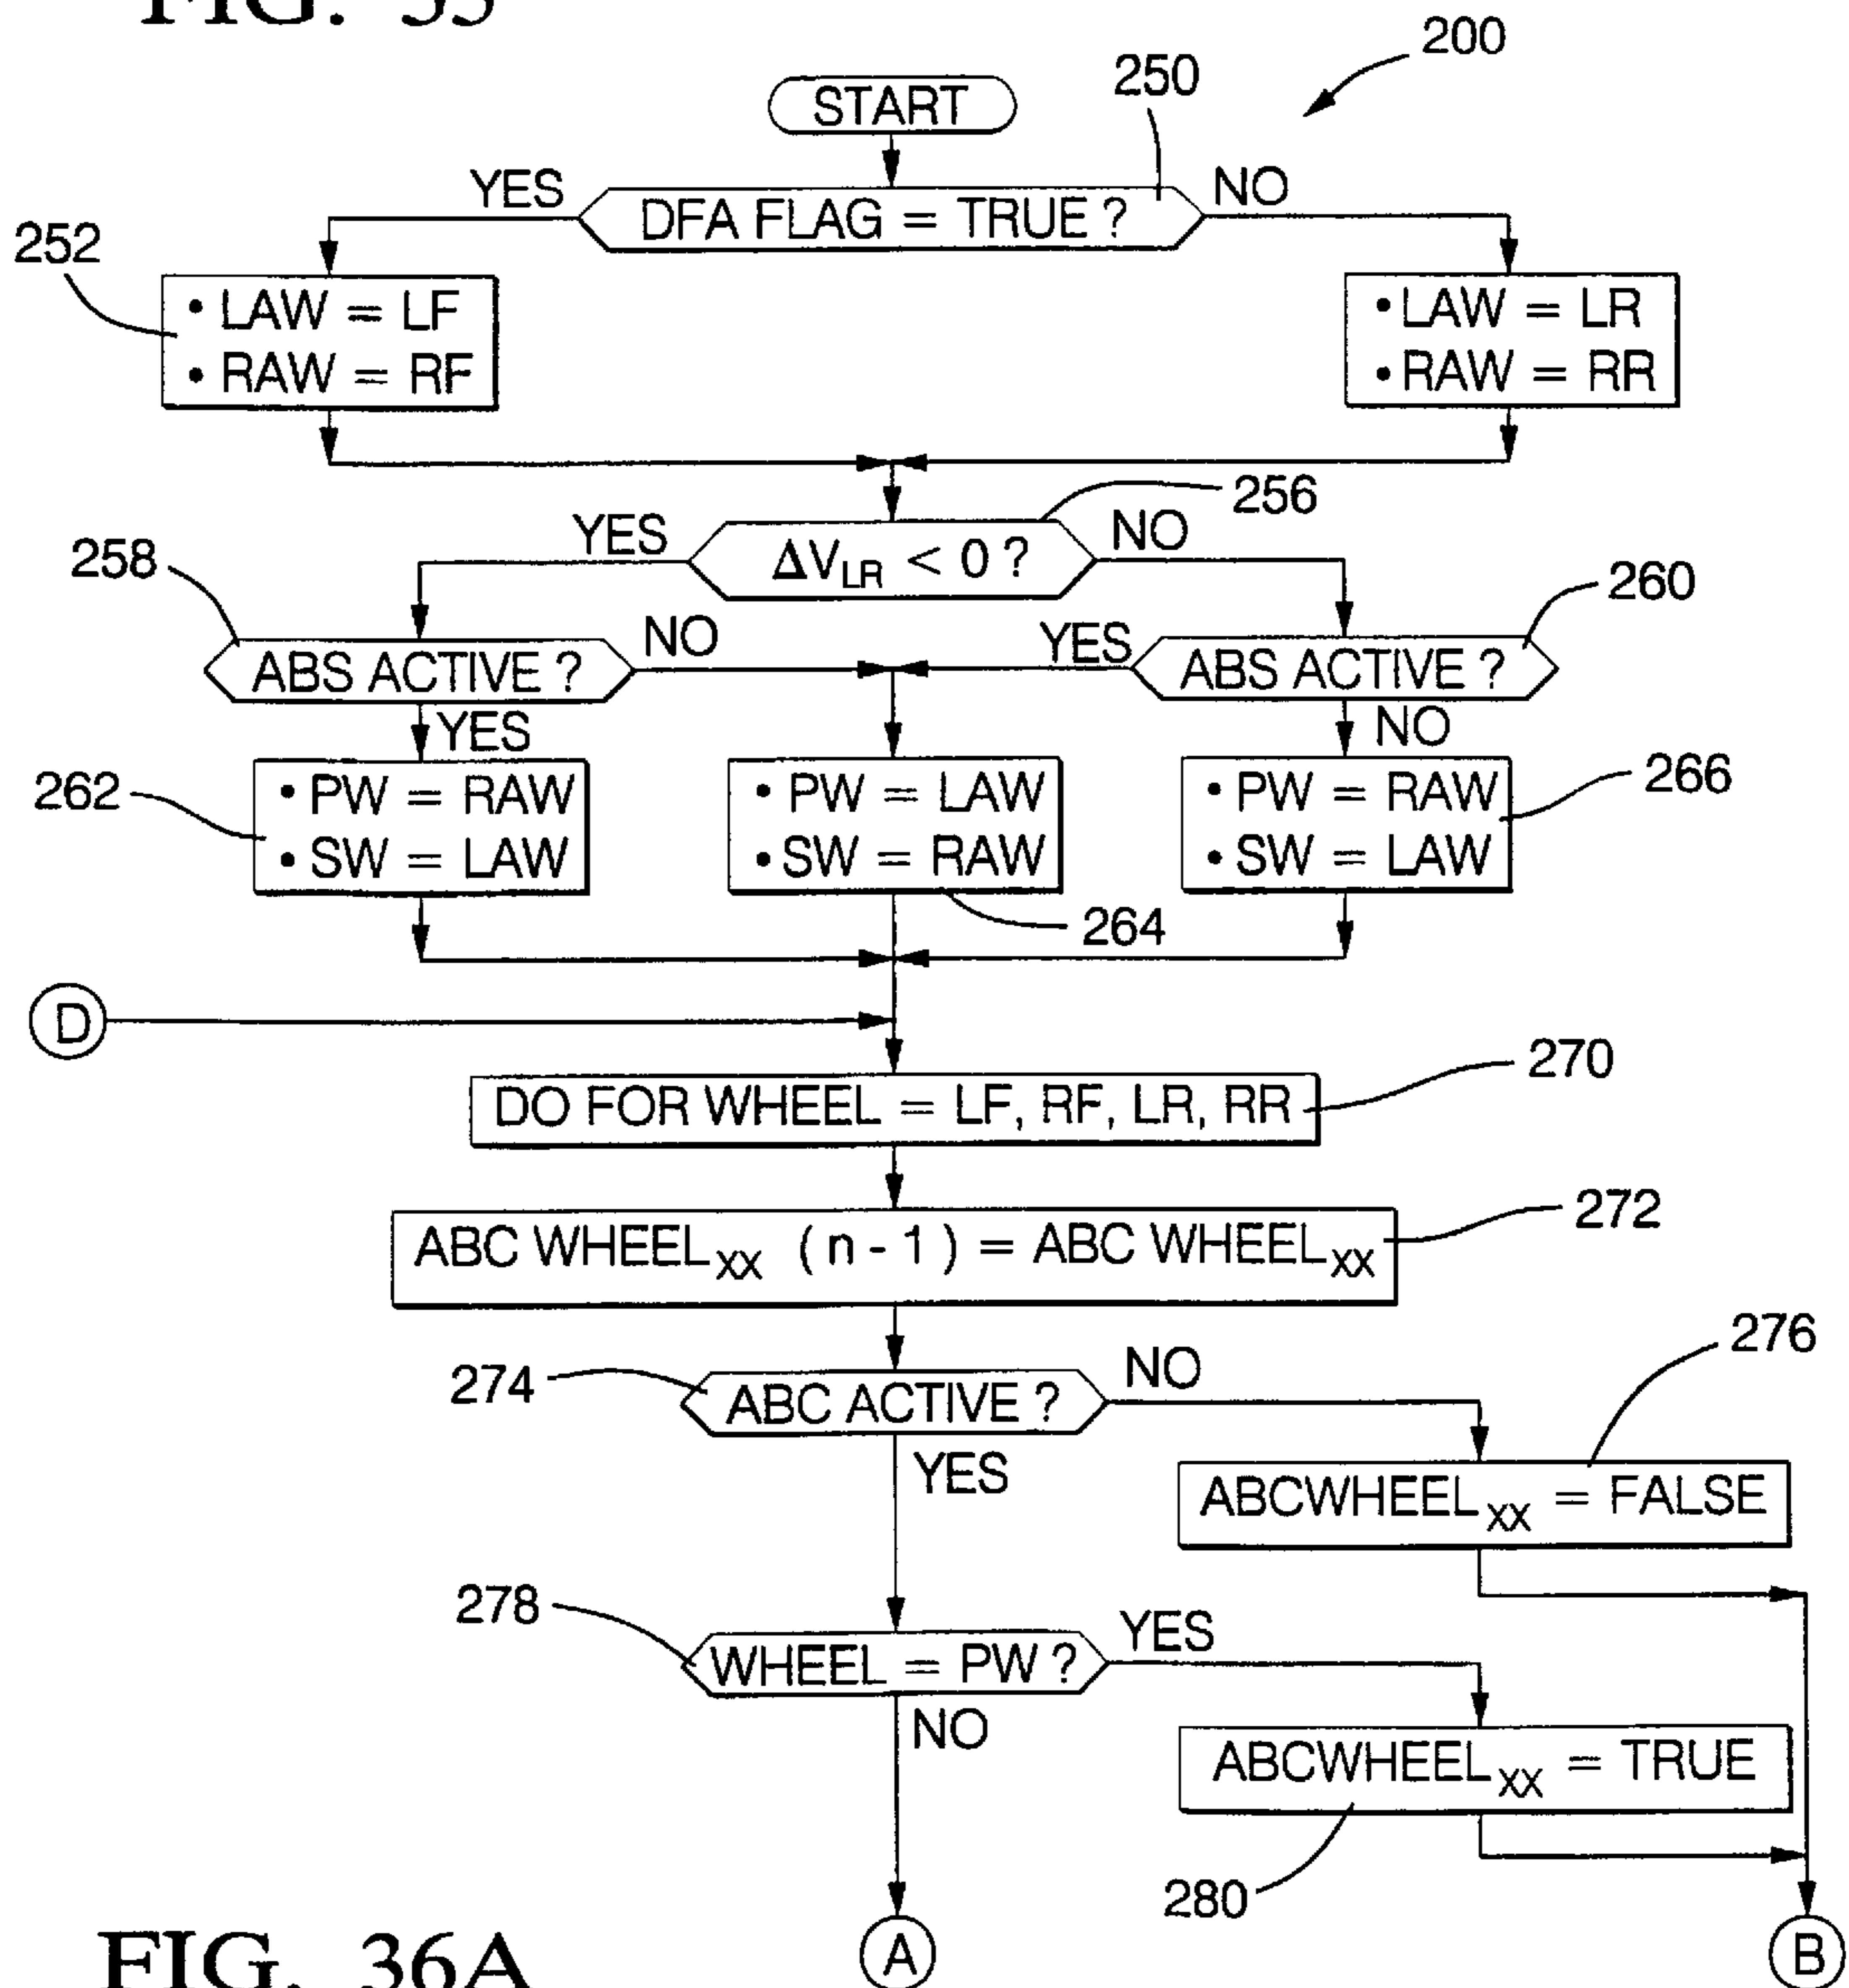 FIG. 35
200
250
START
YES
DFA FLAG = TRUE ?
NO
252
• LAW = LF
• RAW = RF
• LAW = LR
• RAW = RR
256
YES
ΔV_LR < 0 ?
NO
258
260
ABS ACTIVE ?
NO
YES
ABS ACTIVE ?
YES
NO
262
• PW = RAW
• SW = LAW
• PW = LAW
• SW = RAW
264
• PW = RAW
• SW = LAW
266
D
270
DO FOR WHEEL = LF, RF, LR, RR
272
ABC WHEEL_XX (n - 1) = ABC WHEEL_XX
274
ABC ACTIVE ?
NO
276
YES
ABCWHEEL_XX = FALSE
278
WHEEL = PW ?
YES
NO
ABCWHEEL_XX = TRUE
280
A
B
FIG. 36A